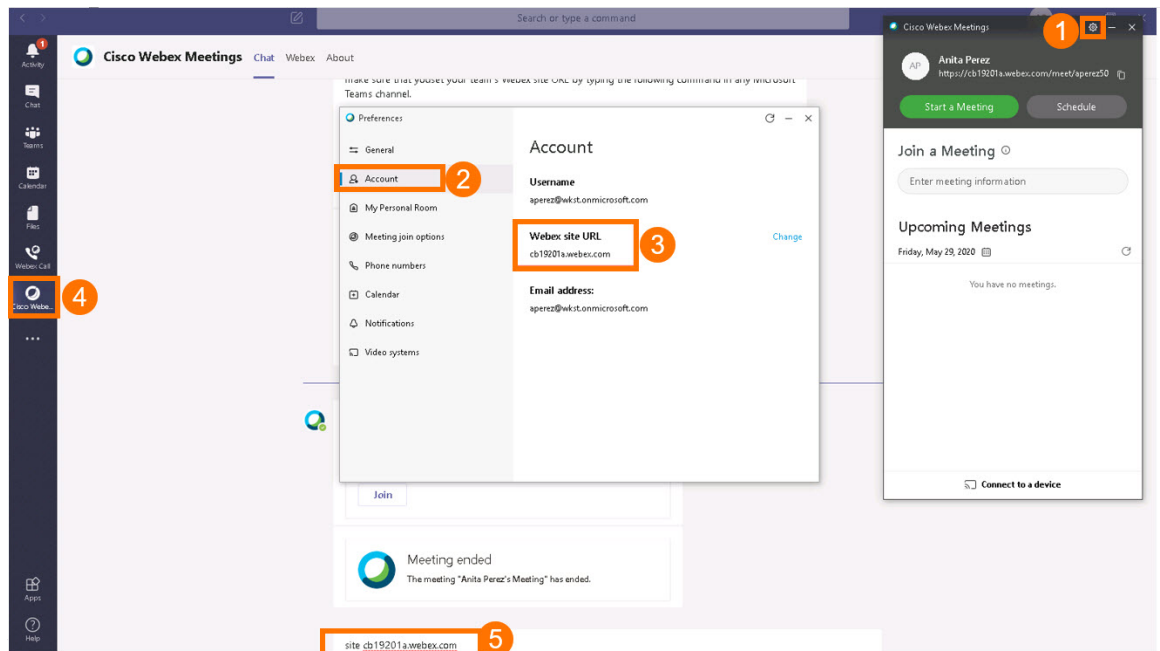 Search or type a command
1
Activity
Chat
Teams
Calendar
Files
Webex Call
Cisco Webe...
4
Apps
Help
Cisco Webex Meetings Chat Webex About
make sure that youset your team's Webex site URL by typing the following command in any Microsoft
Teams channel.
Preferences
General
Account
2
My Personal Room
Meeting join options
Phone numbers
Calendar
Notifications
Video systems
Account
Username
aperez@wkst.onmicrosoft.com
Webex site URL
cb19201a.webex.com
3
Change
Email address:
aperez@wkst.onmicrosoft.com
Join
Meeting ended
The meeting "Anita Perez's Meeting" has ended.
site cb19201a.webex.com
5
Cisco Webex Meetings
1
AP
Anita Perez
https://cb19201a.webex.com/meet/aperez50
Start a Meeting
Schedule
Join a Meeting
Enter meeting information
Upcoming Meetings
Friday, May 29, 2020
You have no meetings.
Connect to a device